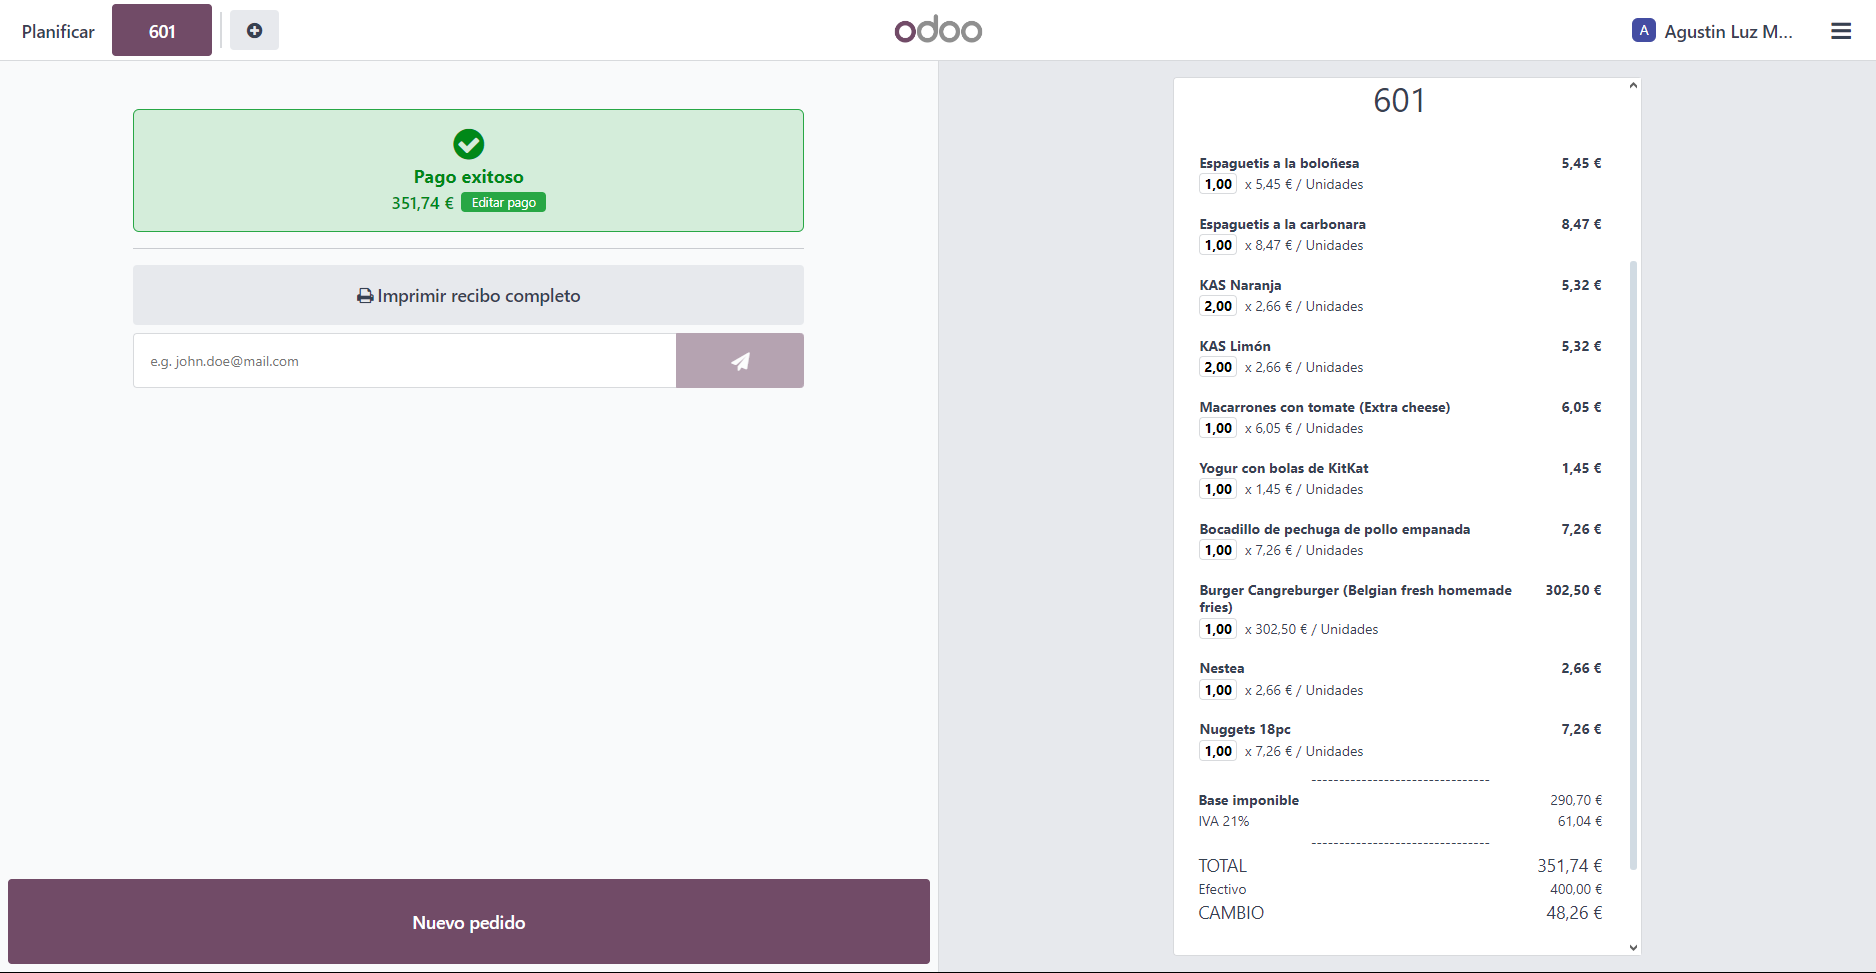 Planificar
601
odoo
A
Agustin Luz M...
Pago exitoso
351,74 €
Editar pago
Imprimir recibo completo
e.g. john.doe@mail.com
Nuevo pedido
601
Espaguetis a la boloñesa 5,45 €
1,00 x 5,45 € / Unidades
Espaguetis a la carbonara 8,47 €
1,00 x 8,47 € / Unidades
KAS Naranja 5,32 €
2,00 x 2,66 € / Unidades
KAS Limón 5,32 €
2,00 x 2,66 € / Unidades
Macarrones con tomate (Extra cheese) 6,05 €
1,00 x 6,05 € / Unidades
Yogur con bolas de KitKat 1,45 €
1,00 x 1,45 € / Unidades
Bocadillo de pechuga de pollo empanada 7,26 €
1,00 x 7,26 € / Unidades
Burger Cangreburger (Belgian fresh homemade 302,50 €
fries)
1,00 x 302,50 € / Unidades
Nestea 2,66 €
1,00 x 2,66 € / Unidades
Nuggets 18pc 7,26 €
1,00 x 7,26 € / Unidades
--------------------------------
Base imponible 290,70 €
IVA 21% 61,04 €
--------------------------------
TOTAL 351,74 €
Efectivo 400,00 €
CAMBIO 48,26 €